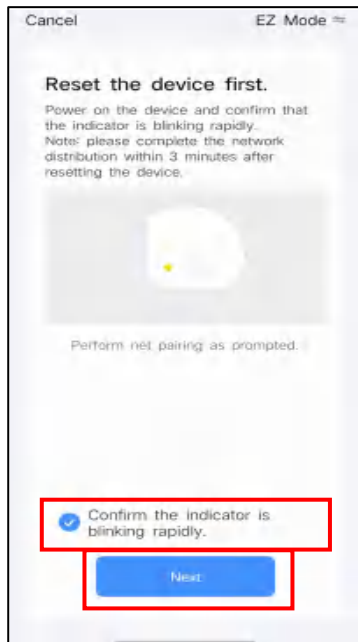 Cancel
EZ Mode ⇋
Reset the device first.
Power on the device and confirm that
the indicator is blinking rapidly.
Note: please complete the network
distribution within 3 minutes after
resetting the device.
Perform net pairing as prompted.
Confirm the indicator is
blinking rapidly.
Next